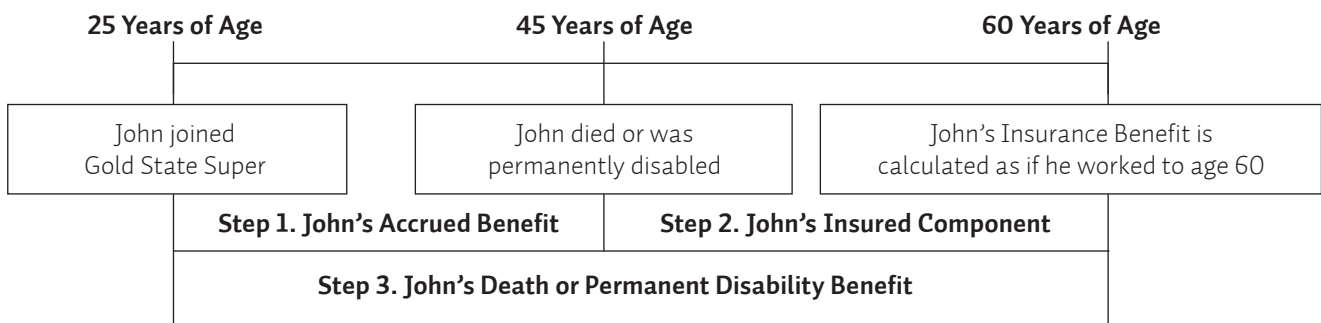 25 Years of Age
45 Years of Age
60 Years of Age
John joined
Gold State Super
John died or was
permanently disabled
John's Insurance Benefit is
calculated as if he worked to age 60
Step 1. John's Accrued Benefit
Step 2. John's Insured Component
Step 3. John's Death or Permanent Disability Benefit